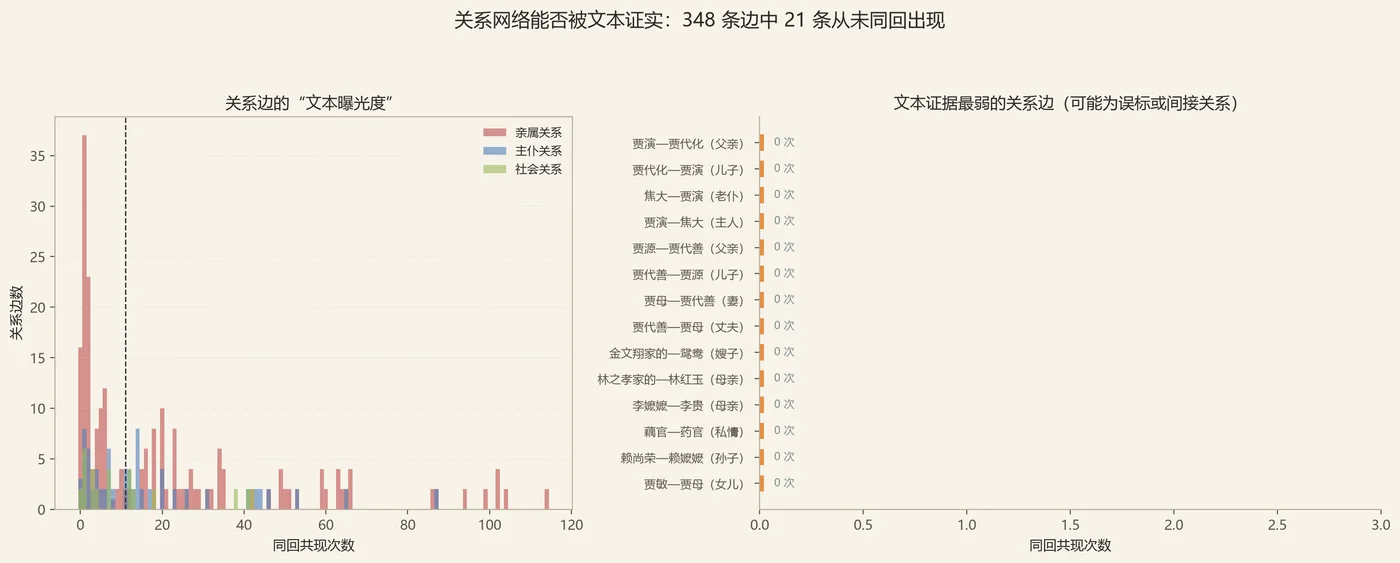 关系网络能否被文本证实：348 条边中 21 条从未同回出现
关系边的“文本曝光度”
亲属关系
主仆关系
社会关系
关系边数
35
30
25
20
15
10
5
0
0 20 40 60 80 100 120
同回共现次数
文本证据最弱的关系边（可能为误标或间接关系）
贾演—贾代化（父亲） 0 次
贾代化—贾演（儿子） 0 次
焦大—贾演（老仆） 0 次
贾演—焦大（主人） 0 次
贾源—贾代善（父亲） 0 次
贾代善—贾源（儿子） 0 次
贾母—贾代善（妻） 0 次
贾代善—贾母（丈夫） 0 次
金文翔家的—鸳鸯（嫂子） 0 次
林之孝家的—林红玉（母亲） 0 次
李嬷嬷—李贵（母亲） 0 次
藕官—药官（私情） 0 次
赖尚荣—赖嬷嬷（孙子） 0 次
贾敏—贾母（女儿） 0 次
0.0 0.5 1.0 1.5 2.0 2.5 3.0
同回共现次数